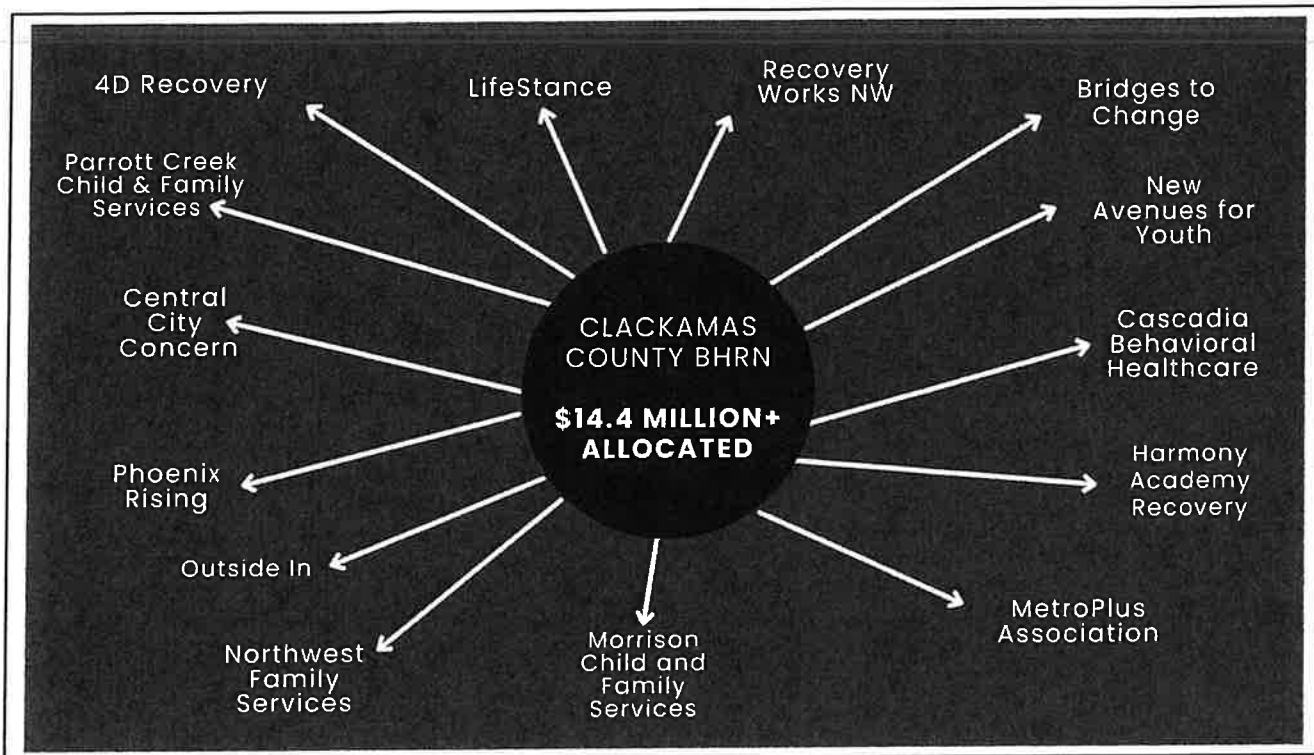 4D Recovery
LifeStance
Recovery
Works NW
Bridges to
Change
Parrott Creek
Child & Family
Services
New
Avenues for
Youth
Central
City
Concern
CLACKAMAS
COUNTY BHRN
$14.4 MILLION+
ALLOCATED
Cascadia
Behavioral
Healthcare
Phoenix
Rising
Harmony
Academy
Recovery
Outside In
MetroPlus
Association
Northwest
Family
Services
Morrison
Child and
Family
Services